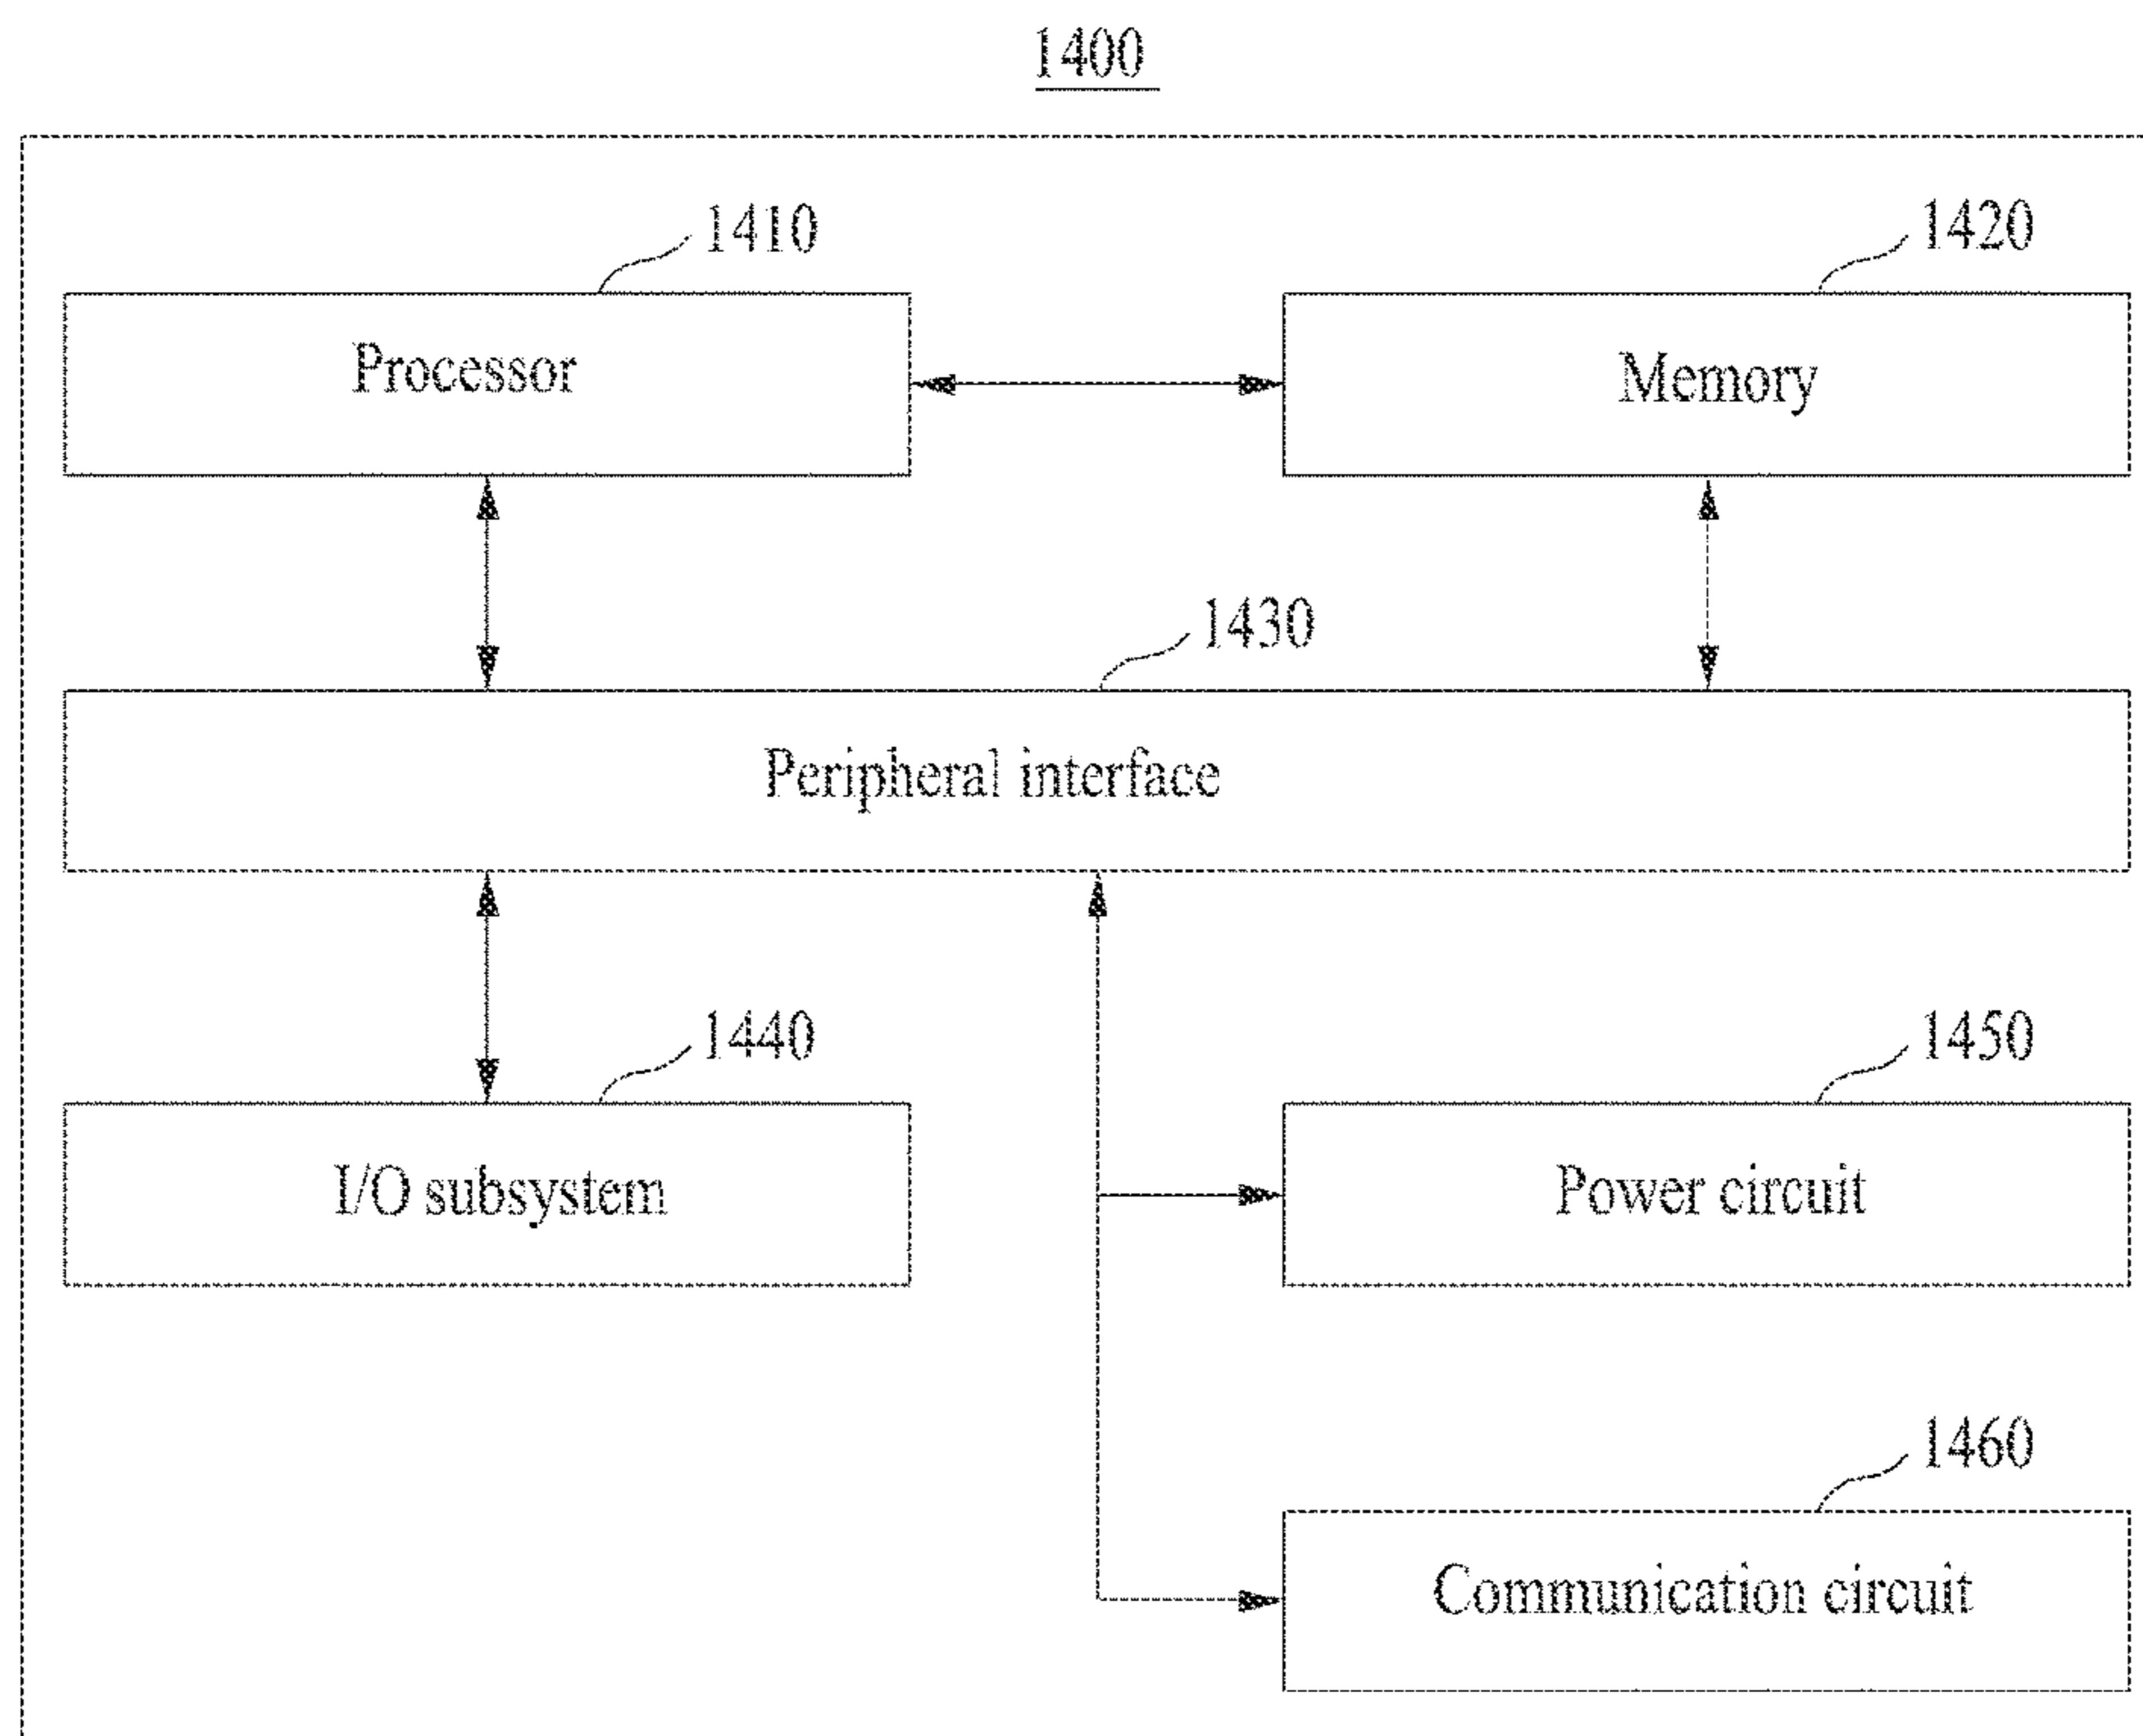 1400
1410
1420
Processor
Memory
1430
Peripheral interface
1440
1450
I/O subsystem
Power circuit
1460
Communication circuit